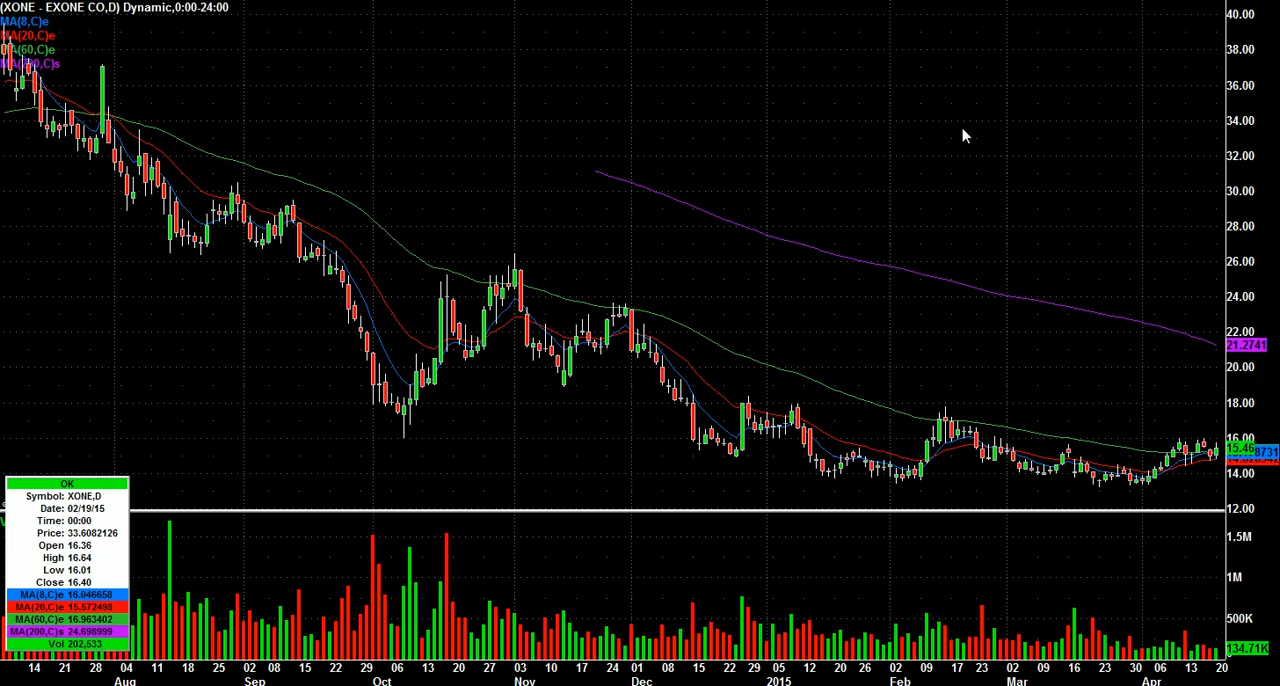 (XONE - EXONE CO,D) Dynamic,0:00-24:00
MA(8,C)e
MA(20,C)e
MA(60,C)e
40.00
38.00
36.00
34.00
32.00
30.00
28.00
26.00
24.00
22.00
21.2741
20.00
18.00
16.00
15.46
8731
14.00
12.00
OK
Symbol: XONE,D
Date: 02/19/15
Time: 00:00
Price: 33.6082126
Open 16.36
High 16.64
Low 16.01
Close 16.40
MA(8,C)e 16.046658
MA(20,C)e 15.572498
MA(60,C)e 16.963402
MA(200,C)s 24.698999
Vol 202,533
1.5M
1M
500K
134.71K
14 21 28 04 11 18 25 02 08 15 22 29 06 13 20 27 03 10 17 24 01 08 15 22 29 05 12 20 26 02 09 17 23 02 09 16 23 30 06 13 20
Aug Sep Oct Nov Dec 2015 Feb Mar Apr